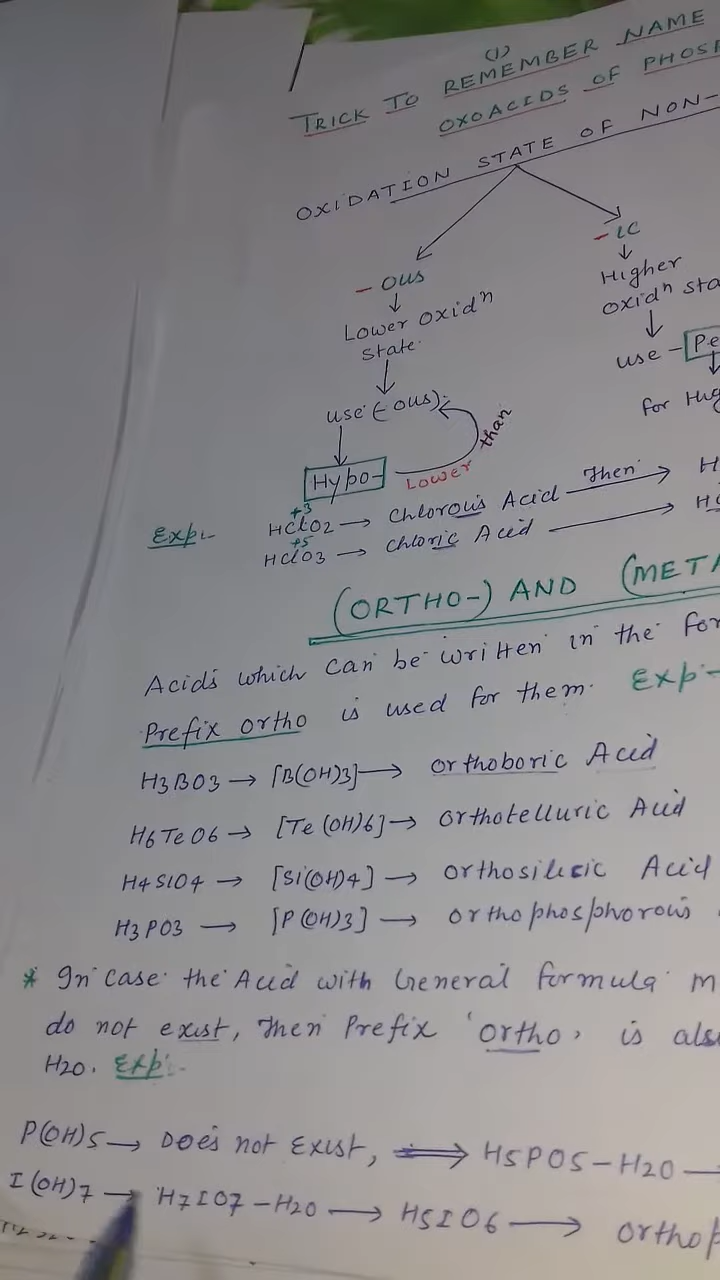 (1)
TRICK TO REMEMBER NAME
OXOACIDS OF PHOSP
OXIDATION STATE OF NON-
- OUS
- IC
Lower Oxidⁿ
State.
Higher
Oxidⁿ Sta
use (-ous).
use - Pe
Hypo-
Lower than
for Hig
Exp:-
+3
HClO2 → Chlorous Acid Then → H
+5
HClO3 → Chloric Acid → HC
(ORTHO-) AND (META
Acids which can be written in the for
Prefix ortho is used for them. Exp-
H3BO3 → [B(OH)3] → Orthoboric Acid
H6TeO6 → [Te(OH)6] → Orthotelluric Acid
H4SiO4 → [Si(OH)4] → Orthosilicic Acid
H3PO3 → [P(OH)3] → Orthophosphorous
* In case the Acid with General formula M
do not exist, Then Prefix 'Ortho' is als
H2O. Exp:-
P(OH)5 → Does not Exist, ⟹ H5PO5 - H2O →
I(OH)7 → H7IO7 - H2O → H5IO6 → Orthop